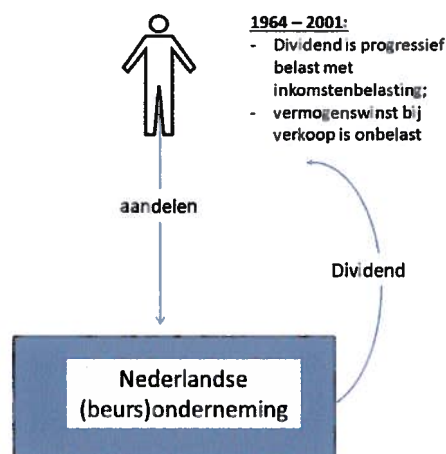 1964 – 2001:
- Dividend is progressief
belast met
inkomstenbelasting;
- vermogenswinst bij
verkoop is onbelast
aandelen
Dividend
Nederlandse
(beurs)onderneming